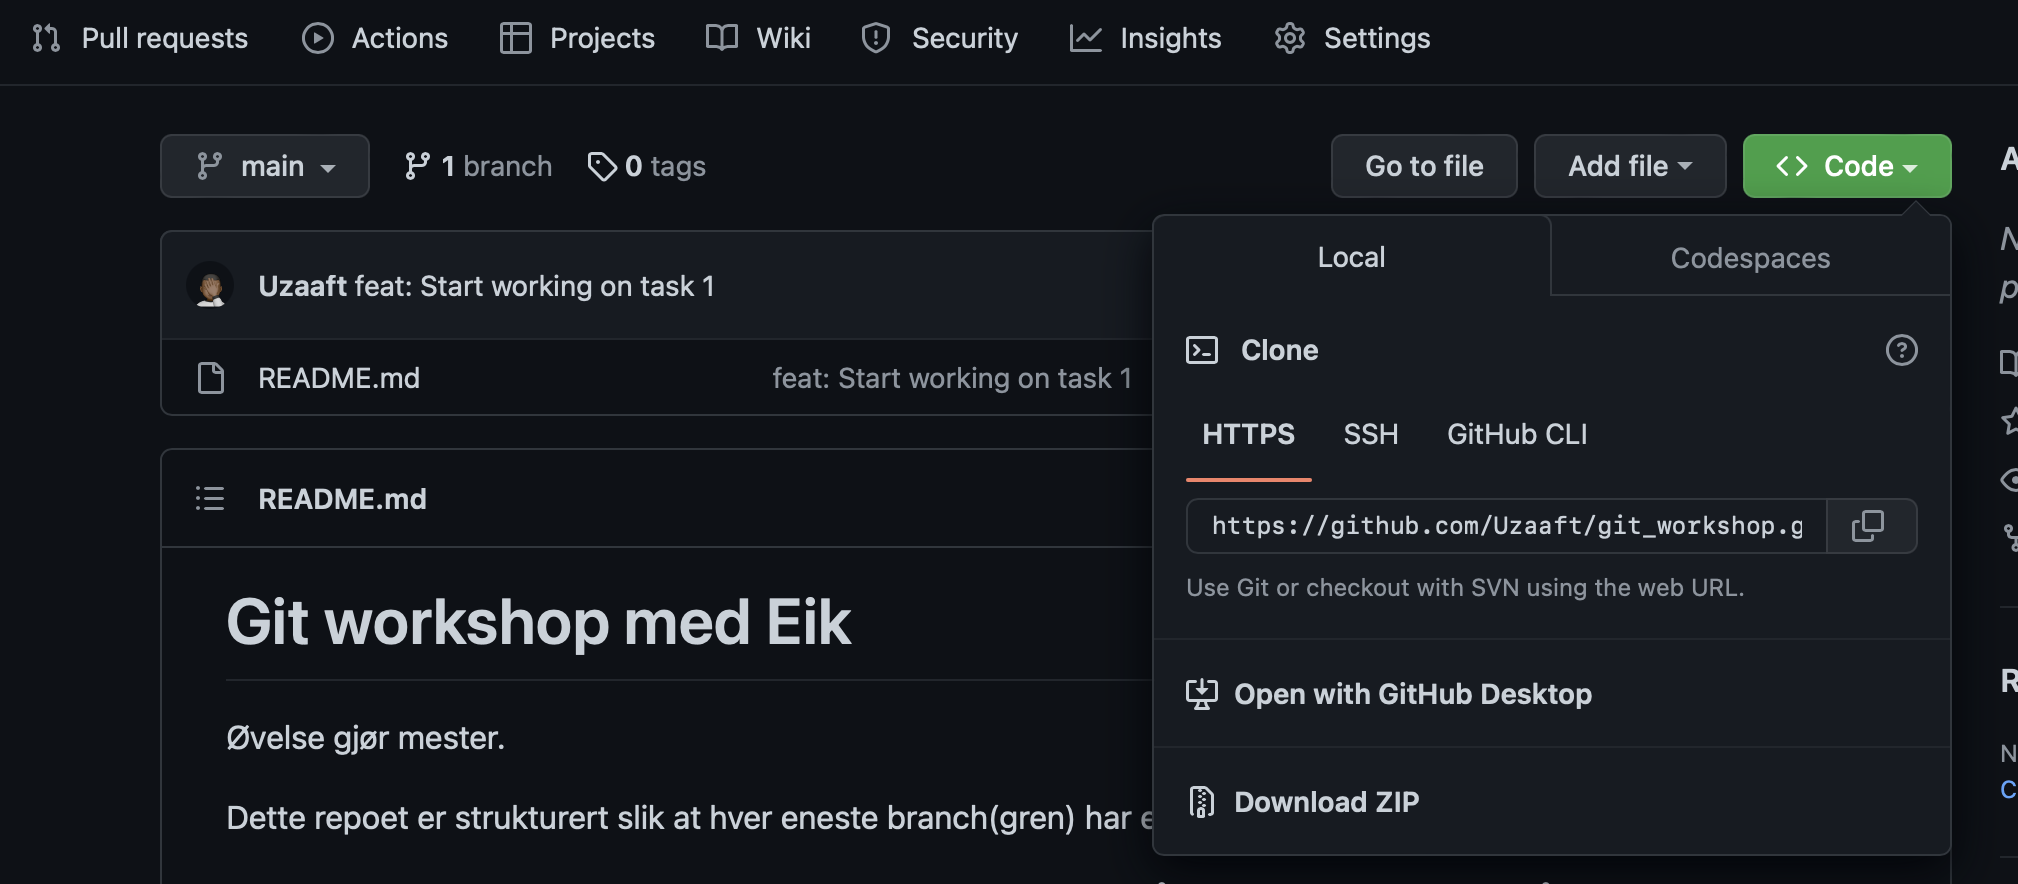 Pull requests Actions Projects Wiki Security Insights Settings
main 1 branch 0 tags Go to file Add file Code
Uzaaft feat: Start working on task 1
README.md feat: Start working on task 1
Local Codespaces
Clone
HTTPS SSH GitHub CLI
https://github.com/Uzaaft/git_workshop.g
Use Git or checkout with SVN using the web URL.
Open with GitHub Desktop
Download ZIP
README.md
Git workshop med Eik
Øvelse gjør mester.
Dette repoet er strukturert slik at hver eneste branch(gren) har